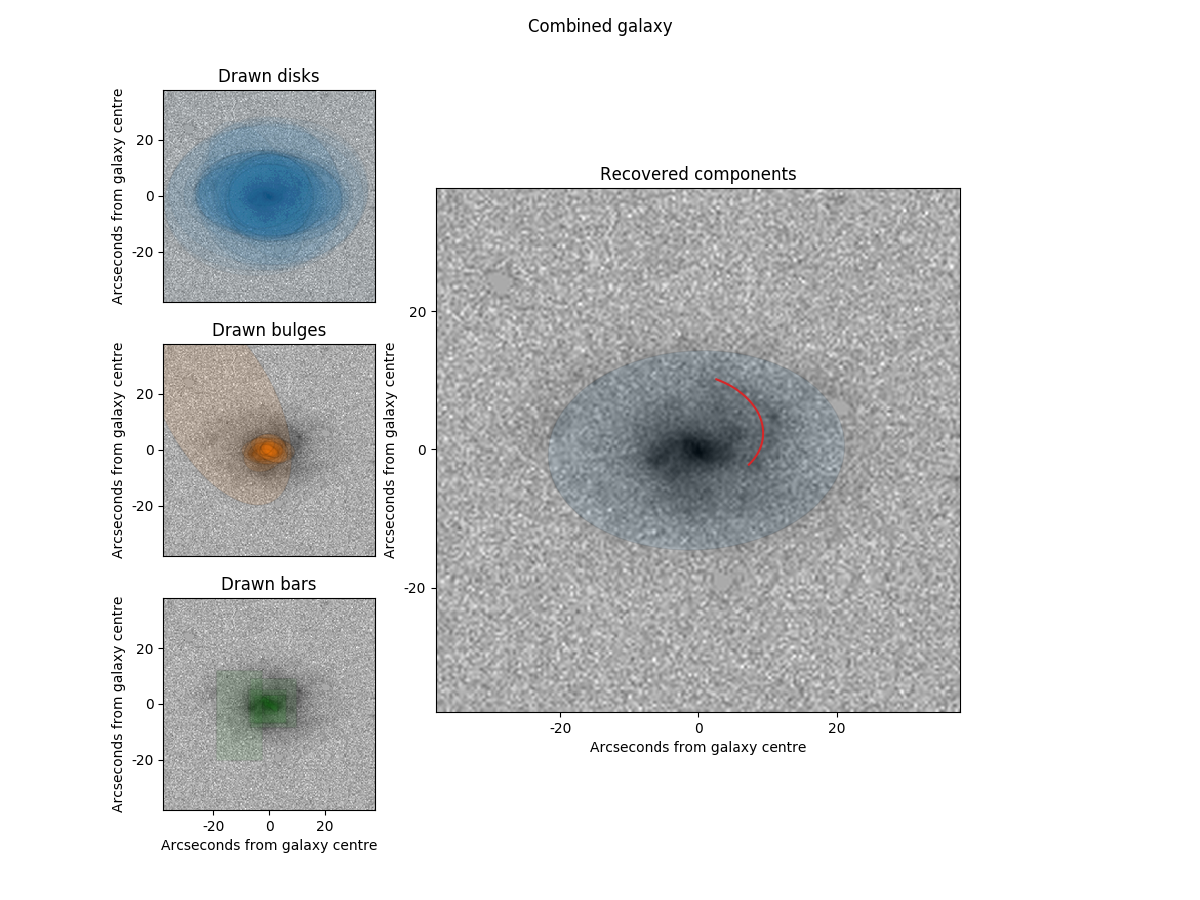 Combined galaxy
Drawn disks
Arcseconds from galaxy centre
20
0
-20
Drawn bulges
Arcseconds from galaxy centre
20
0
-20
Drawn bars
Arcseconds from galaxy centre
20
0
-20
-20 0 20
Arcseconds from galaxy centre
Recovered components
Arcseconds from galaxy centre
20
0
-20
-20 0 20
Arcseconds from galaxy centre